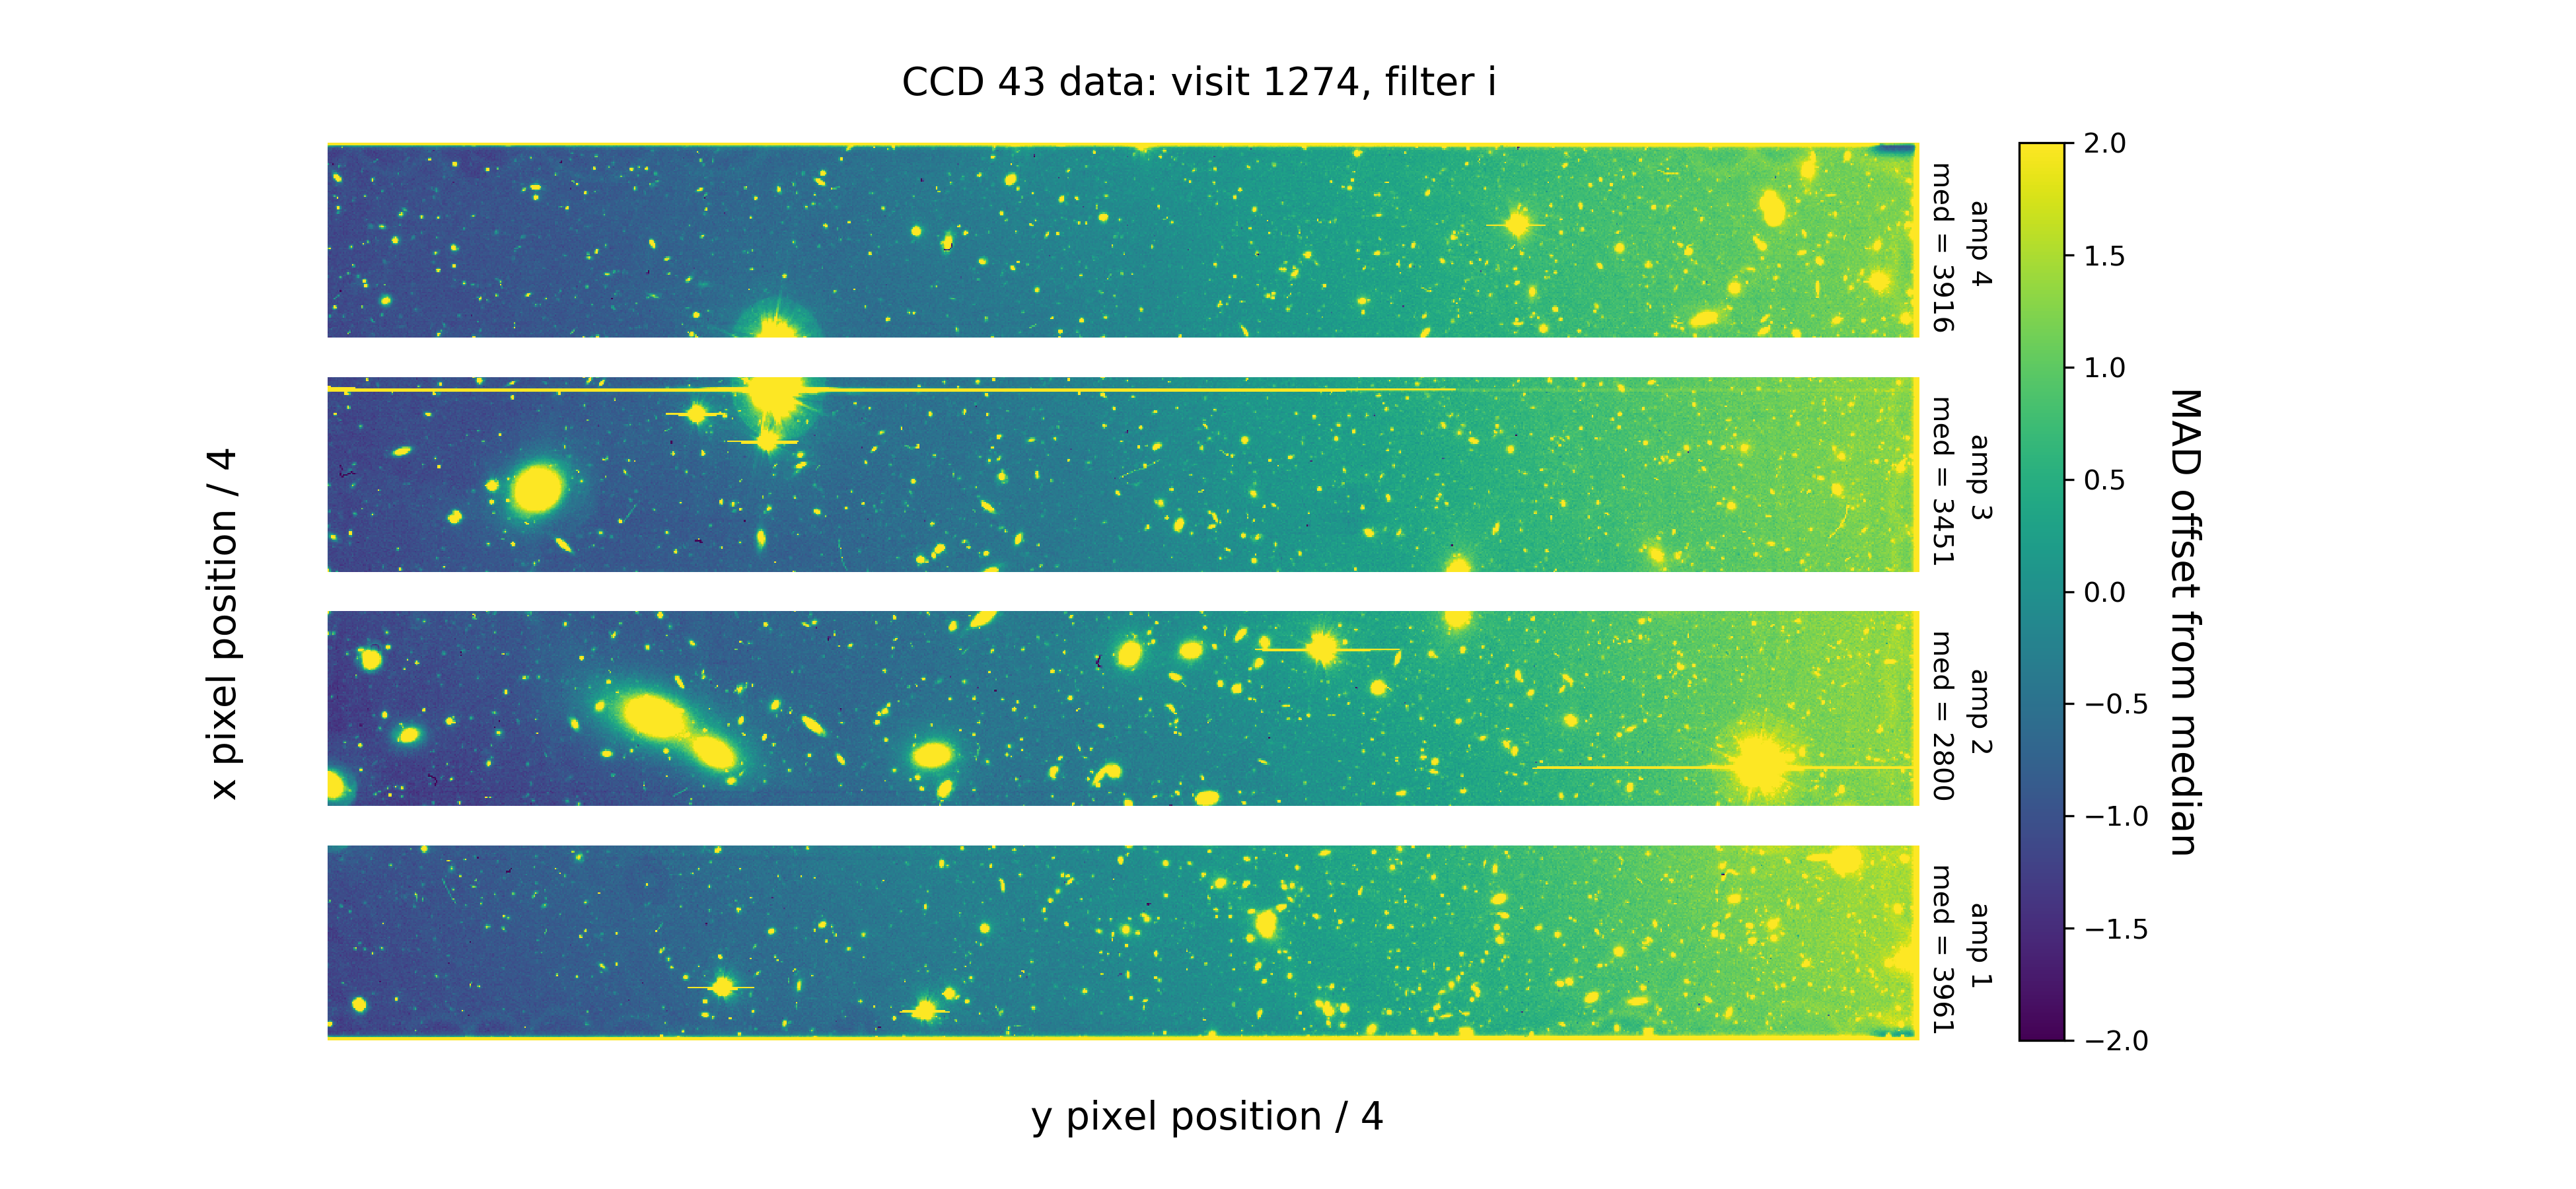 CCD 43 data: visit 1274, filter i
x pixel position / 4
amp 4
med = 3916
amp 3
med = 3451
amp 2
med = 2800
amp 1
med = 3961
2.0
1.5
1.0
0.5
0.0
−0.5
−1.0
−1.5
−2.0
MAD offset from median
y pixel position / 4